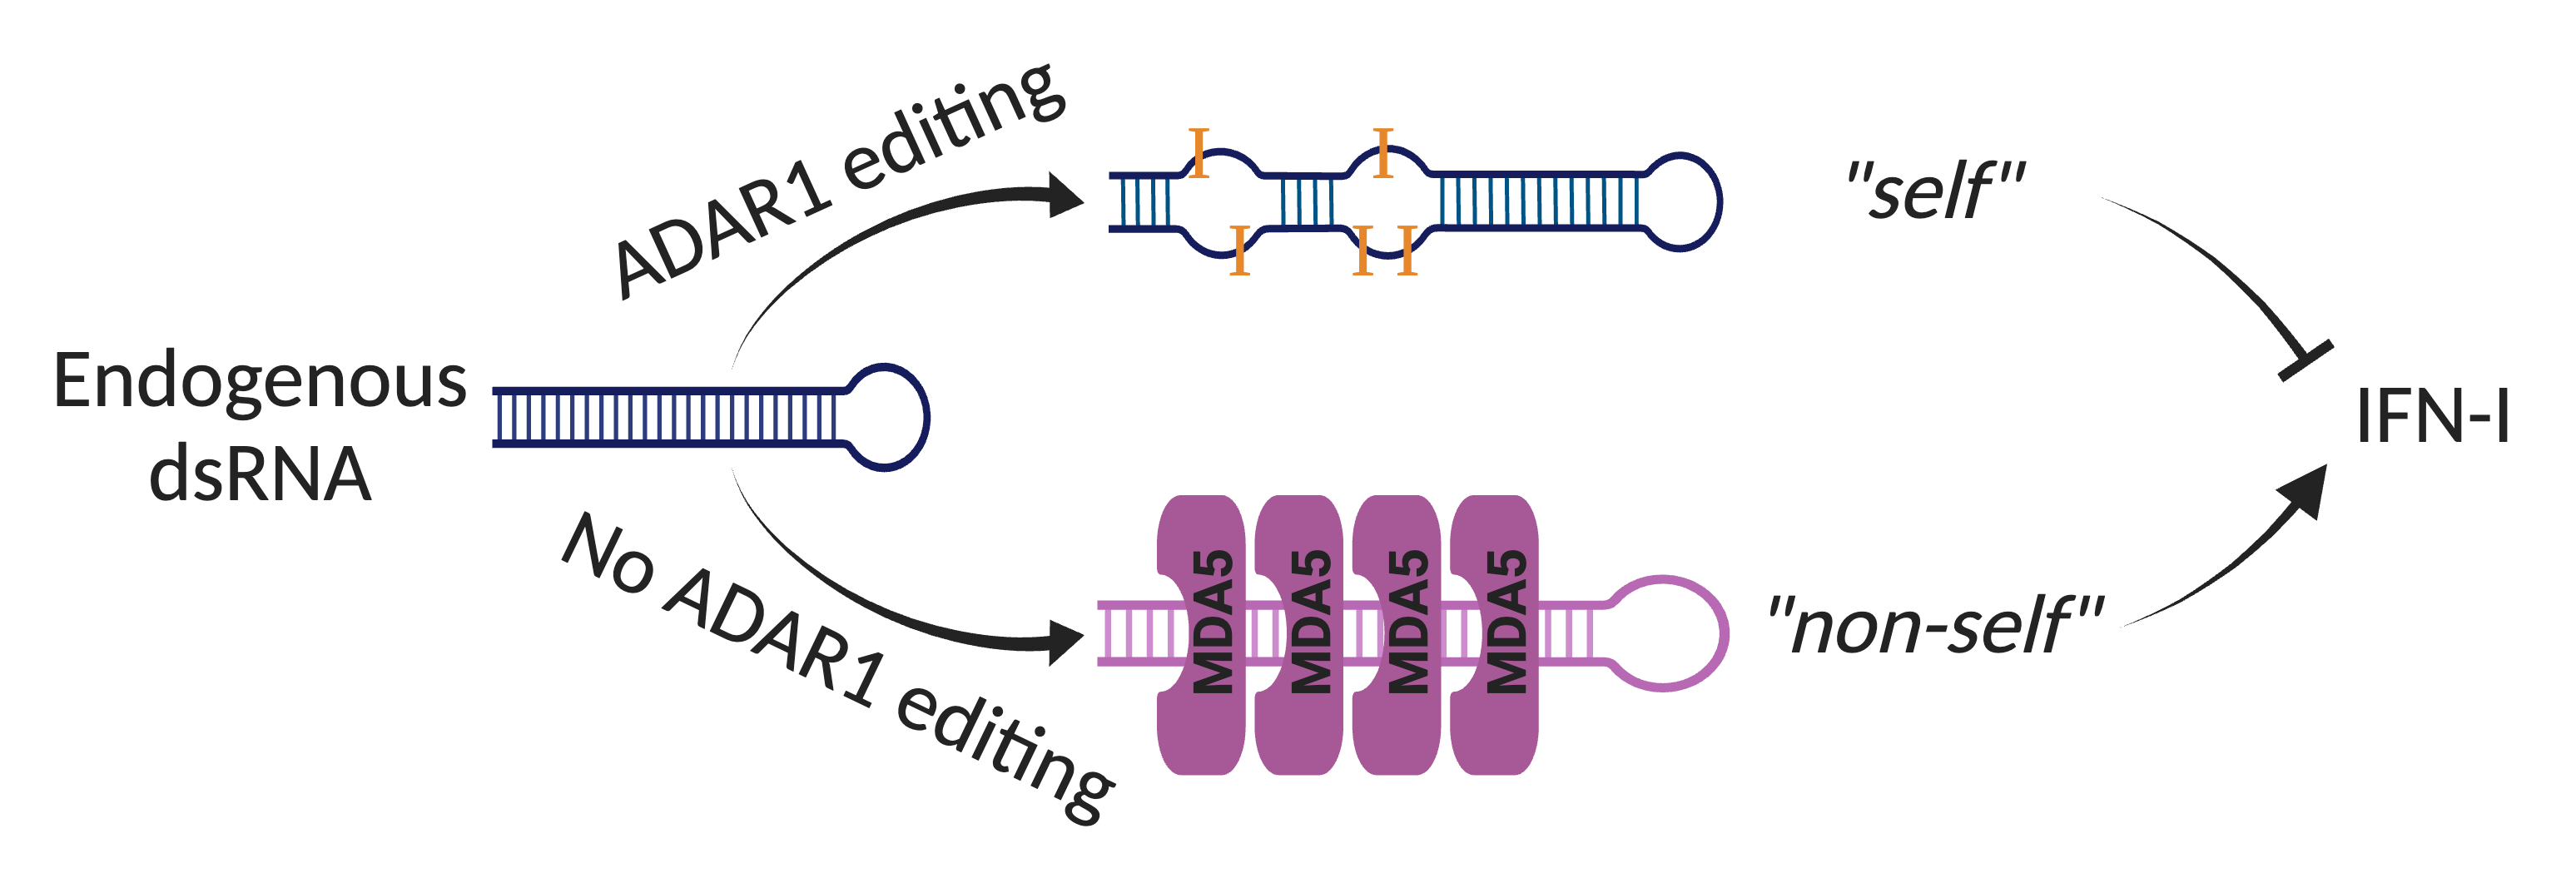 ADAR1 editing
I
I
I
I
I
"self"
Endogenous
dsRNA
IFN-I
No ADAR1 editing
MDA5
MDA5
MDA5
MDA5
"non-self"